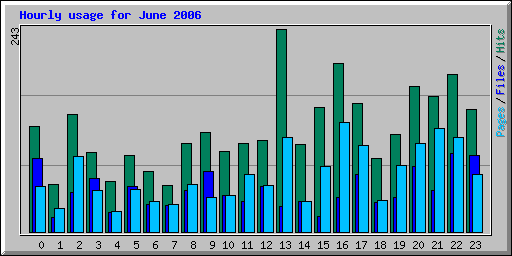 Hourly usage for June 2006
243
Pages / Files / Hits
0 1 2 3 4 5 6 7 8 9 10 11 12 13 14 15 16 17 18 19 20 21 22 23